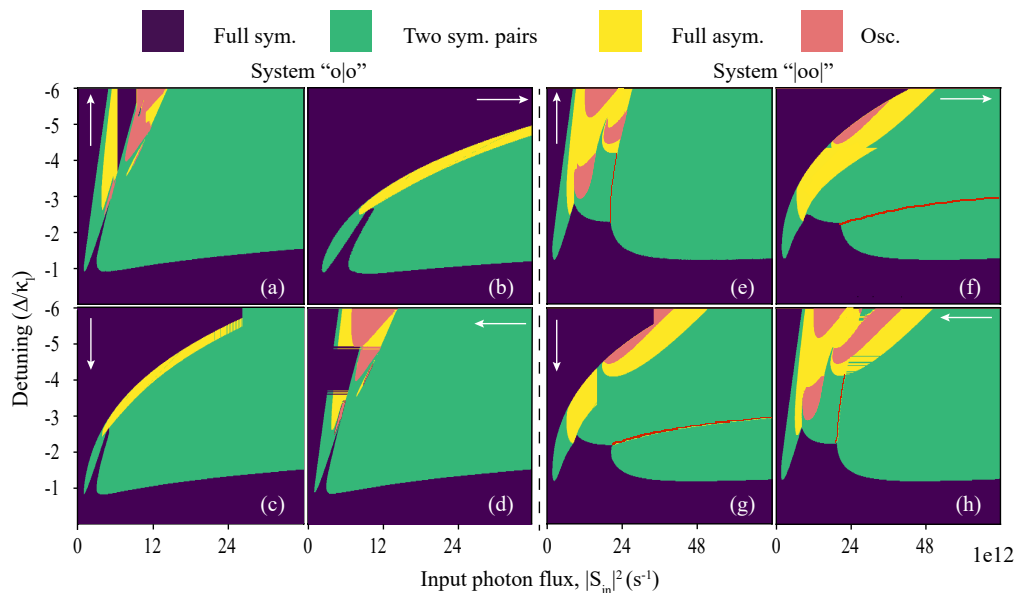 Full sym. Two sym. pairs Full asym. Osc.
System “o|o” System “|oo|”
Detuning (Δ/κ_l)
-6
-5
-4
-3
-2
-1
(a) (b) (e) (f)
-6
-5
-4
-3
-2
-1
(c) (d) (g) (h)
0 12 24 0 12 24 0 24 48 0 24 48 1e12
Input photon flux, |S_in|² (s⁻¹)